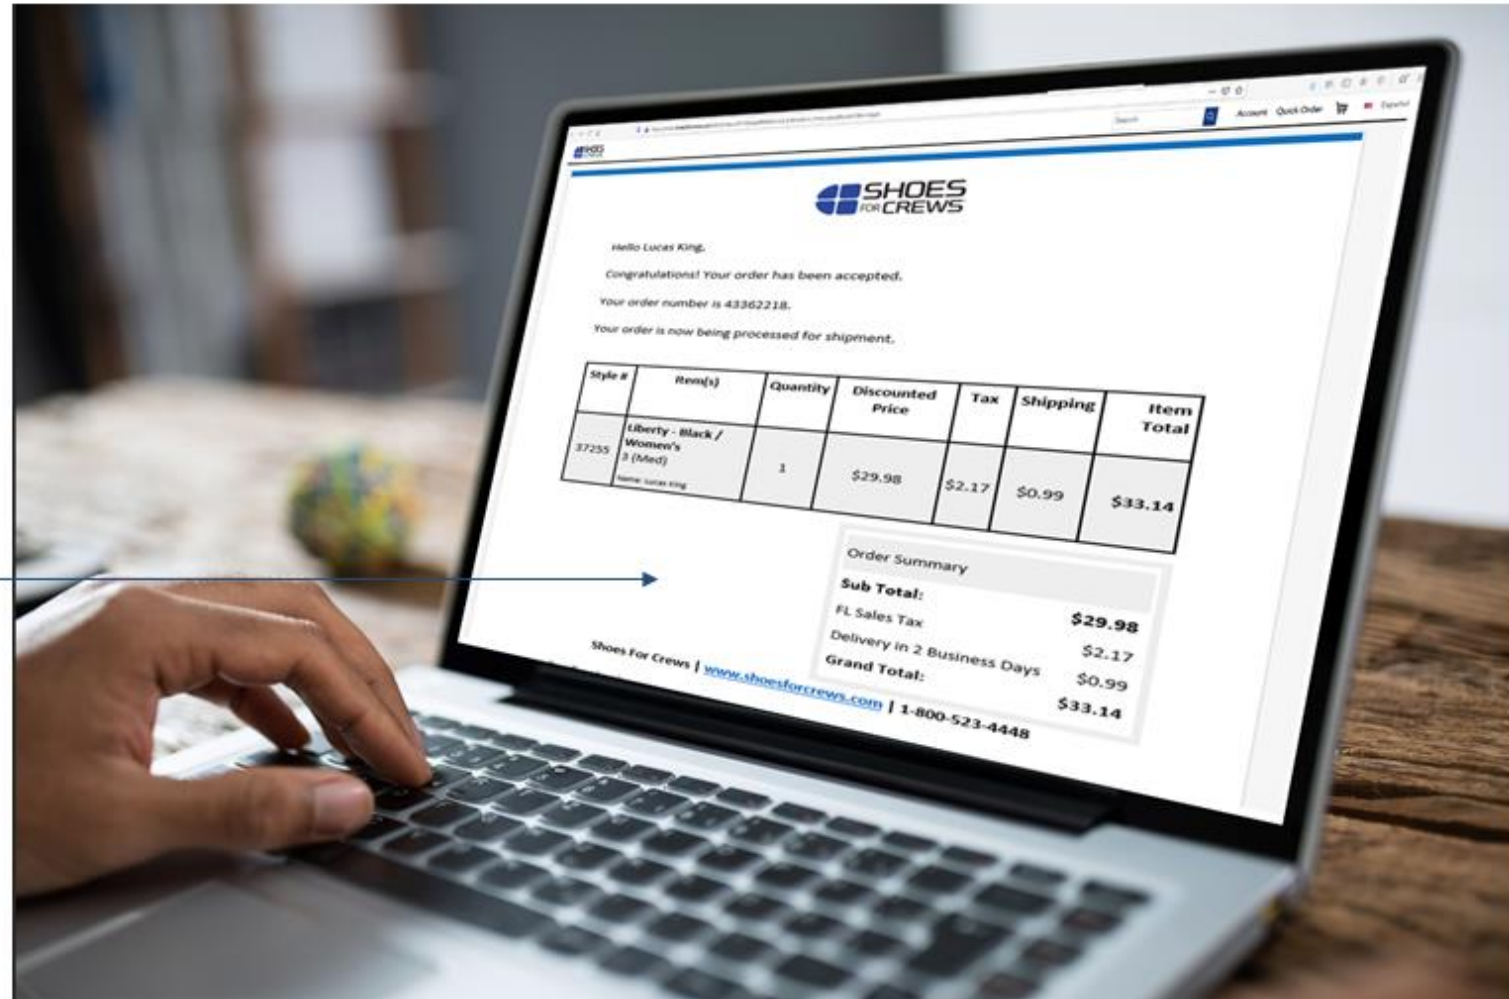 Search
Account Quick Order Español
SHOES
SHOES
FOR CREWS
Hello Lucas King,
Congratulations! Your order has been accepted.
Your order number is 43362218.
Your order is now being processed for shipment.
Style # Item(s) Quantity Discounted Price Tax Shipping Item Total
37255 Liberty - Black / Women's 3 (Med) Name: Lucas King 1 $29.98 $2.17 $0.99 $33.14
Order Summary
Sub Total: $29.98
FL Sales Tax $2.17
Delivery in 2 Business Days $0.99
Grand Total: $33.14
Shoes For Crews | www.shoesforcrews.com | 1-800-523-4448